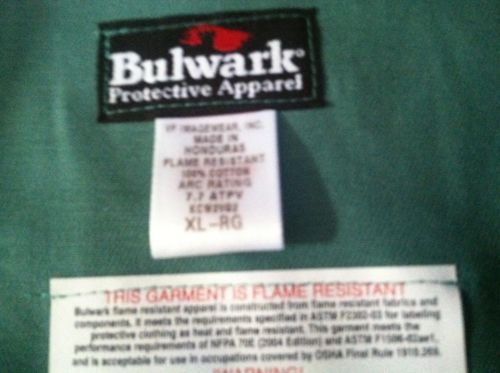 Bulwark®
Protective Apparel
VF IMAGEWEAR, INC.
MADE IN
HONDURAS
FLAME RESISTANT
100% COTTON
ARC RATING
7.7 ATPV
XL-RG
THIS GARMENT IS FLAME RESISTANT
Bulwark flame resistant apparel is constructed from flame resistant fabrics and
components. It meets the requirements specified in ASTM F2302-03 for labeling
protective clothing as heat and flame resistant. This garment meets the
performance requirements of NFPA 70E (2004 Edition) and ASTM F1506-02ae1,
and is acceptable for use in occupations covered by OSHA Final Rule 1910.269.
"WARNING!